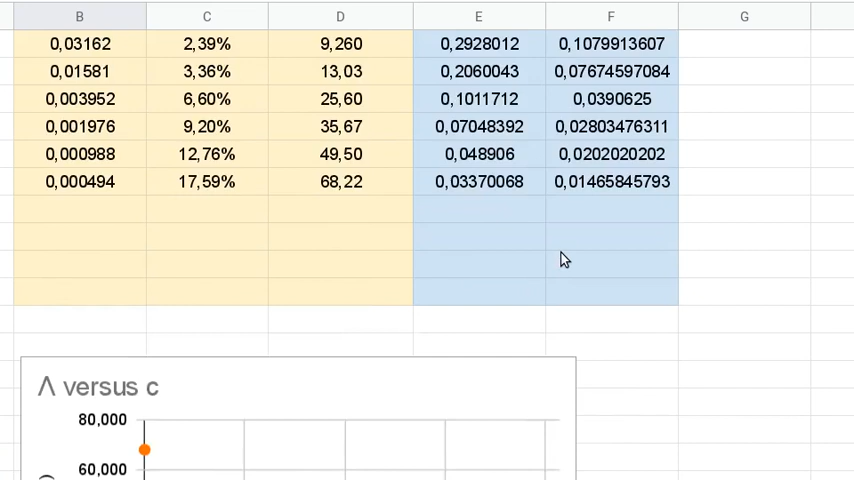 B C D E F G
0,03162 2,39% 9,260 0,2928012 0,1079913607
0,01581 3,36% 13,03 0,2060043 0,07674597084
0,003952 6,60% 25,60 0,1011712 0,0390625
0,001976 9,20% 35,67 0,07048392 0,02803476311
0,000988 12,76% 49,50 0,048906 0,0202020202
0,000494 17,59% 68,22 0,03370068 0,01465845793
Λ versus c
80,000
60,000